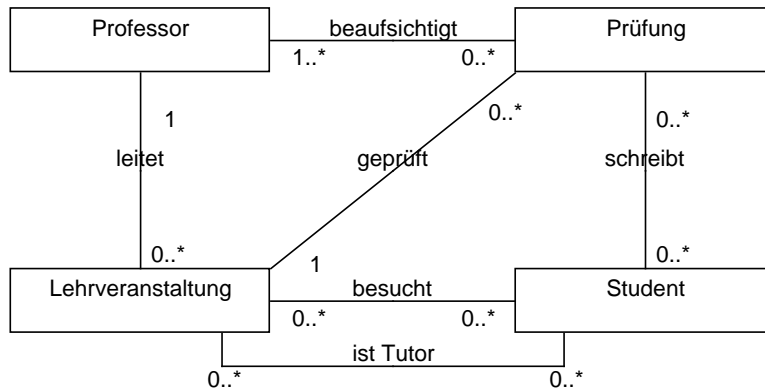 Professor
beaufsichtigt
Prüfung
1..*
0..*
1
0..*
0..*
leitet
geprüft
schreibt
0..*
1
0..*
Lehrveranstaltung
besucht
Student
0..*
0..*
ist Tutor
0..*
0..*